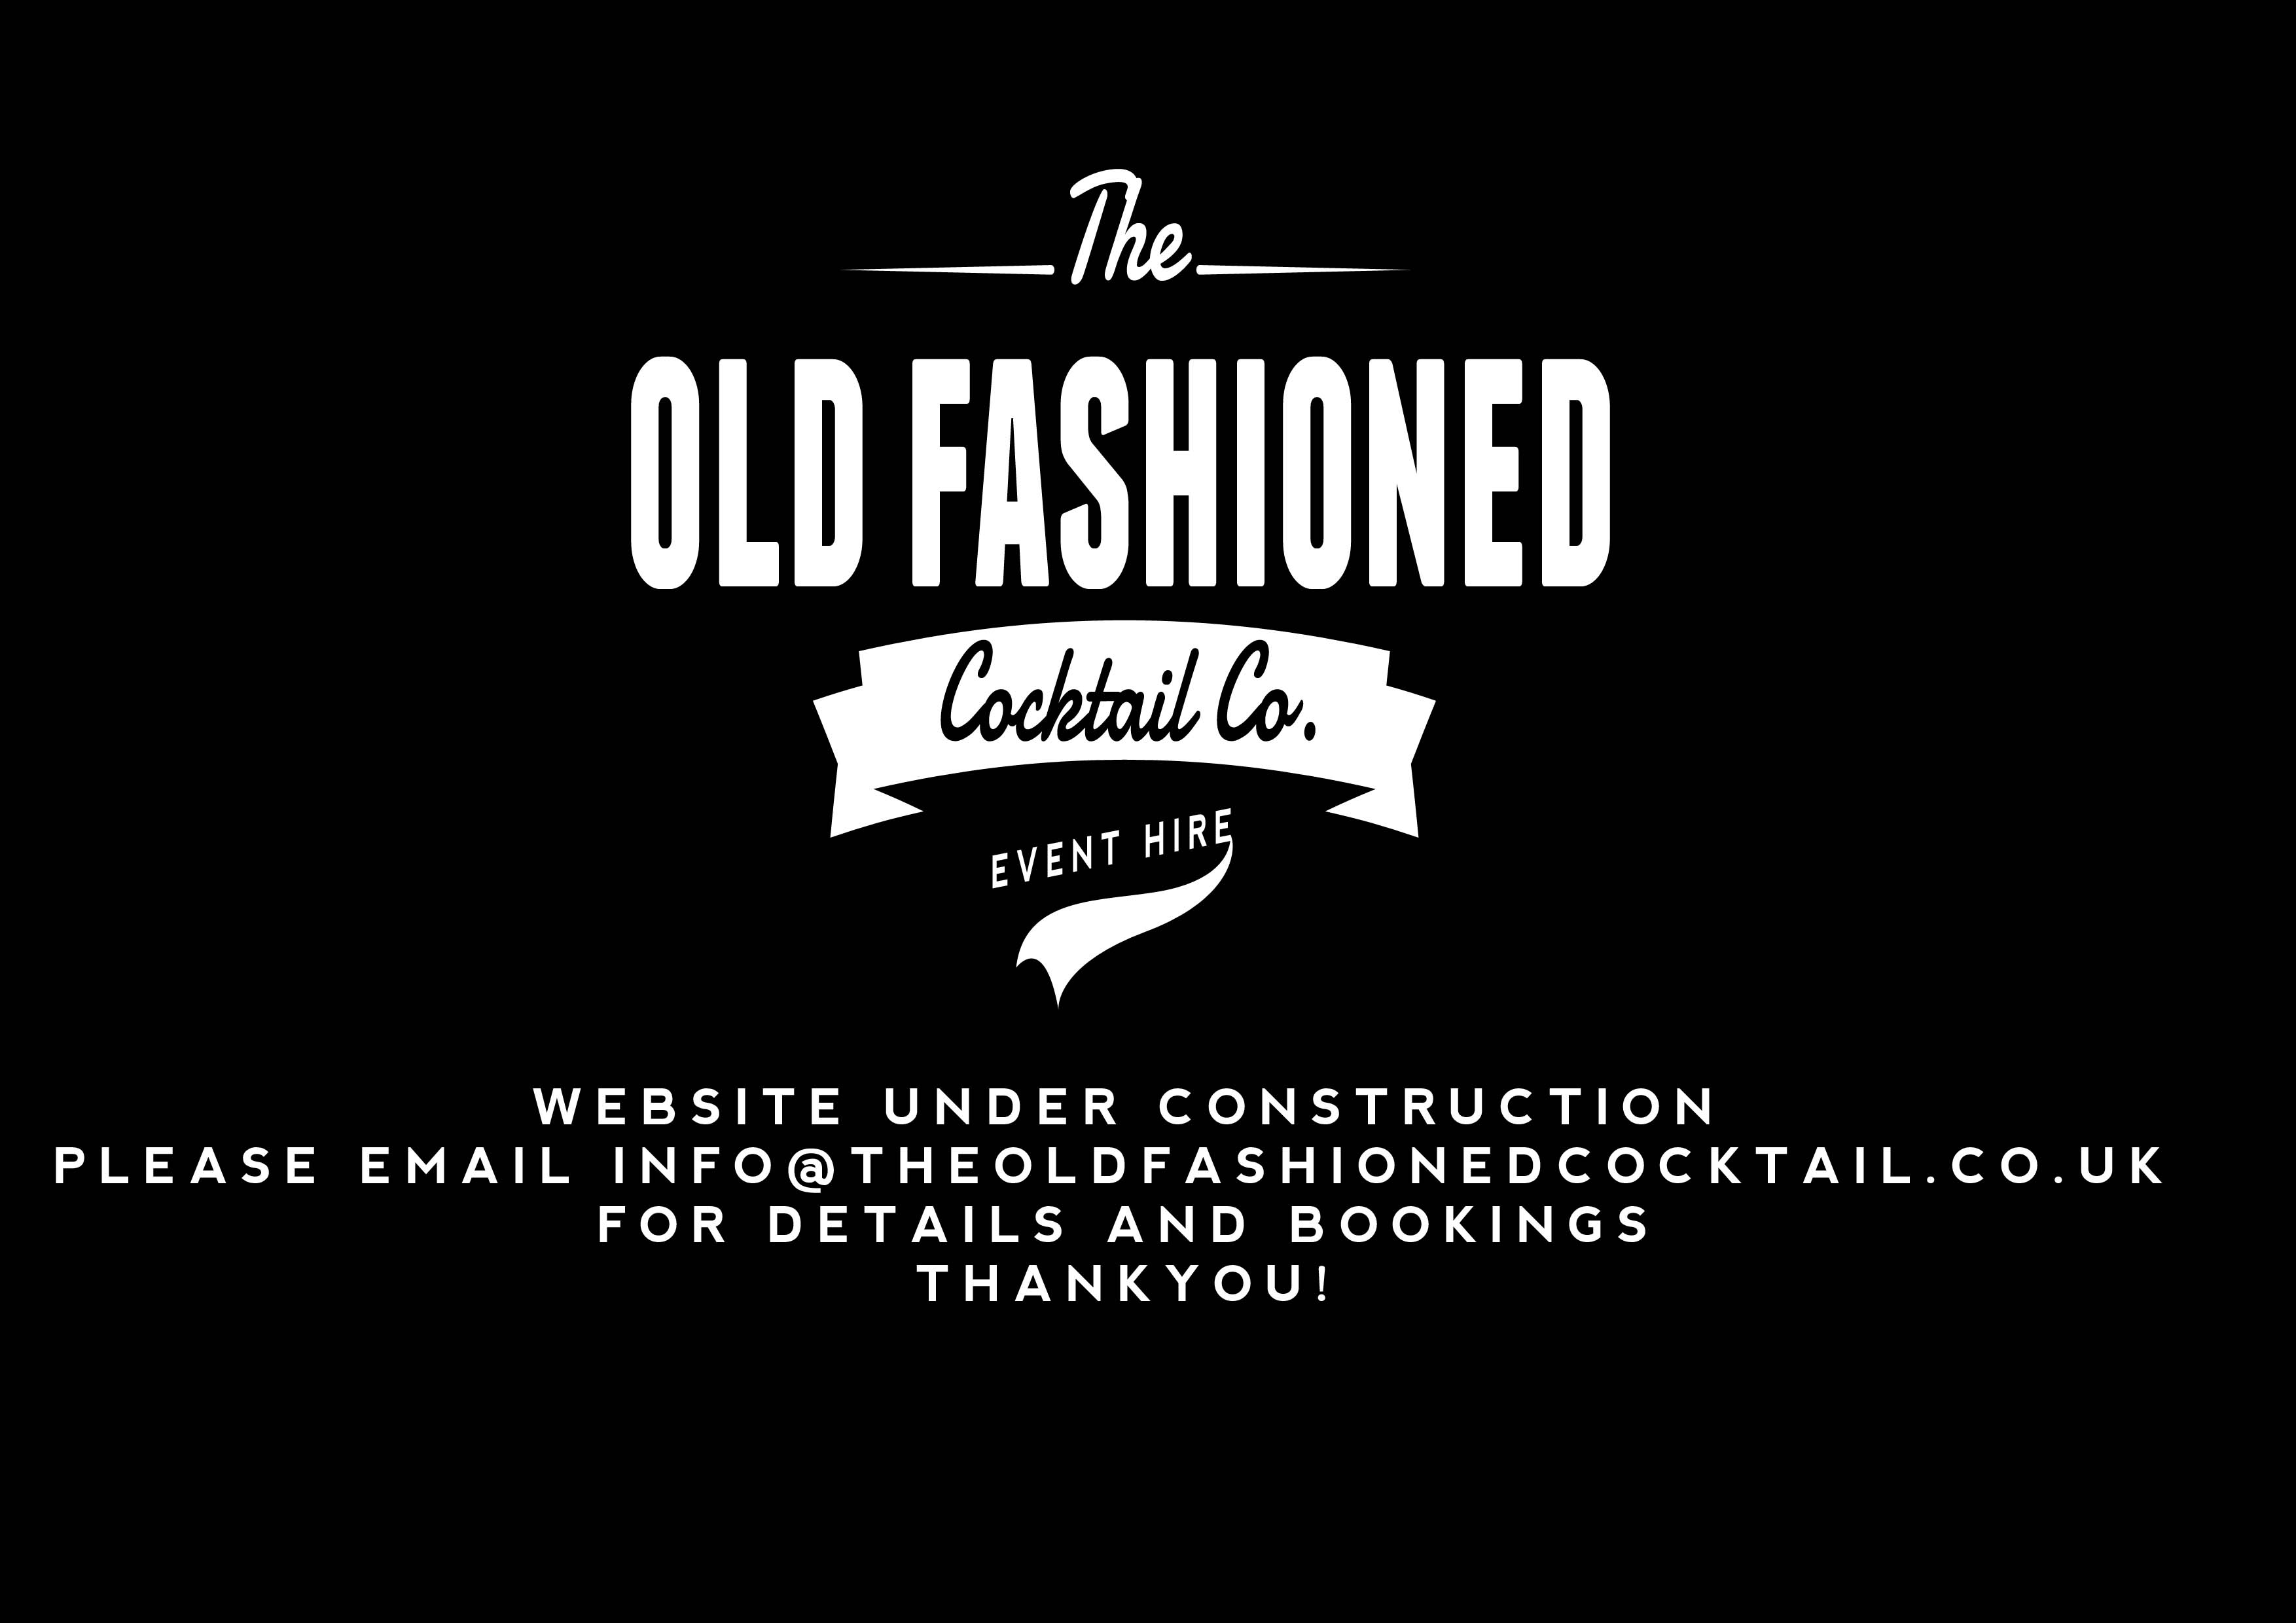 The
OLD FASHIONED
Cocktail Co.
EVENT HIRE
WEBSITE UNDER CONSTRUCTION
PLEASE EMAIL INFO@THEOLDFASHIONEDCOCKTAIL.CO.UK
FOR DETAILS AND BOOKINGS
THANKYOU!